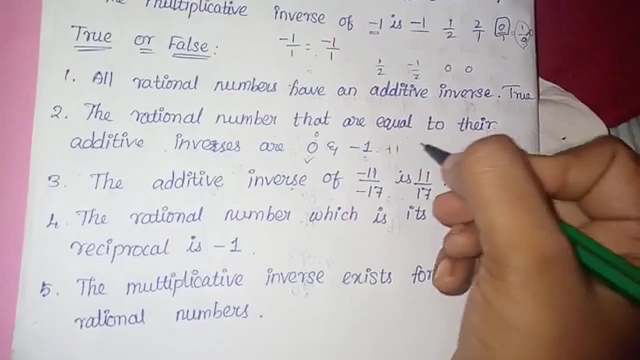 multiplicative inverse of -1 is -1 1/2 2/1 0/1
True or False : -1/1 = -1/1
1/2 -1/2 0 0
1. All rational numbers have an additive inverse. True
2. The rational number that are equal to their
additive inverses are 0 & -1 +1
3. The additive inverse of -11/-17 is 11/17
4. The rational number which is its
reciprocal is -1.
5. The multiplicative inverse exists for
rational numbers.